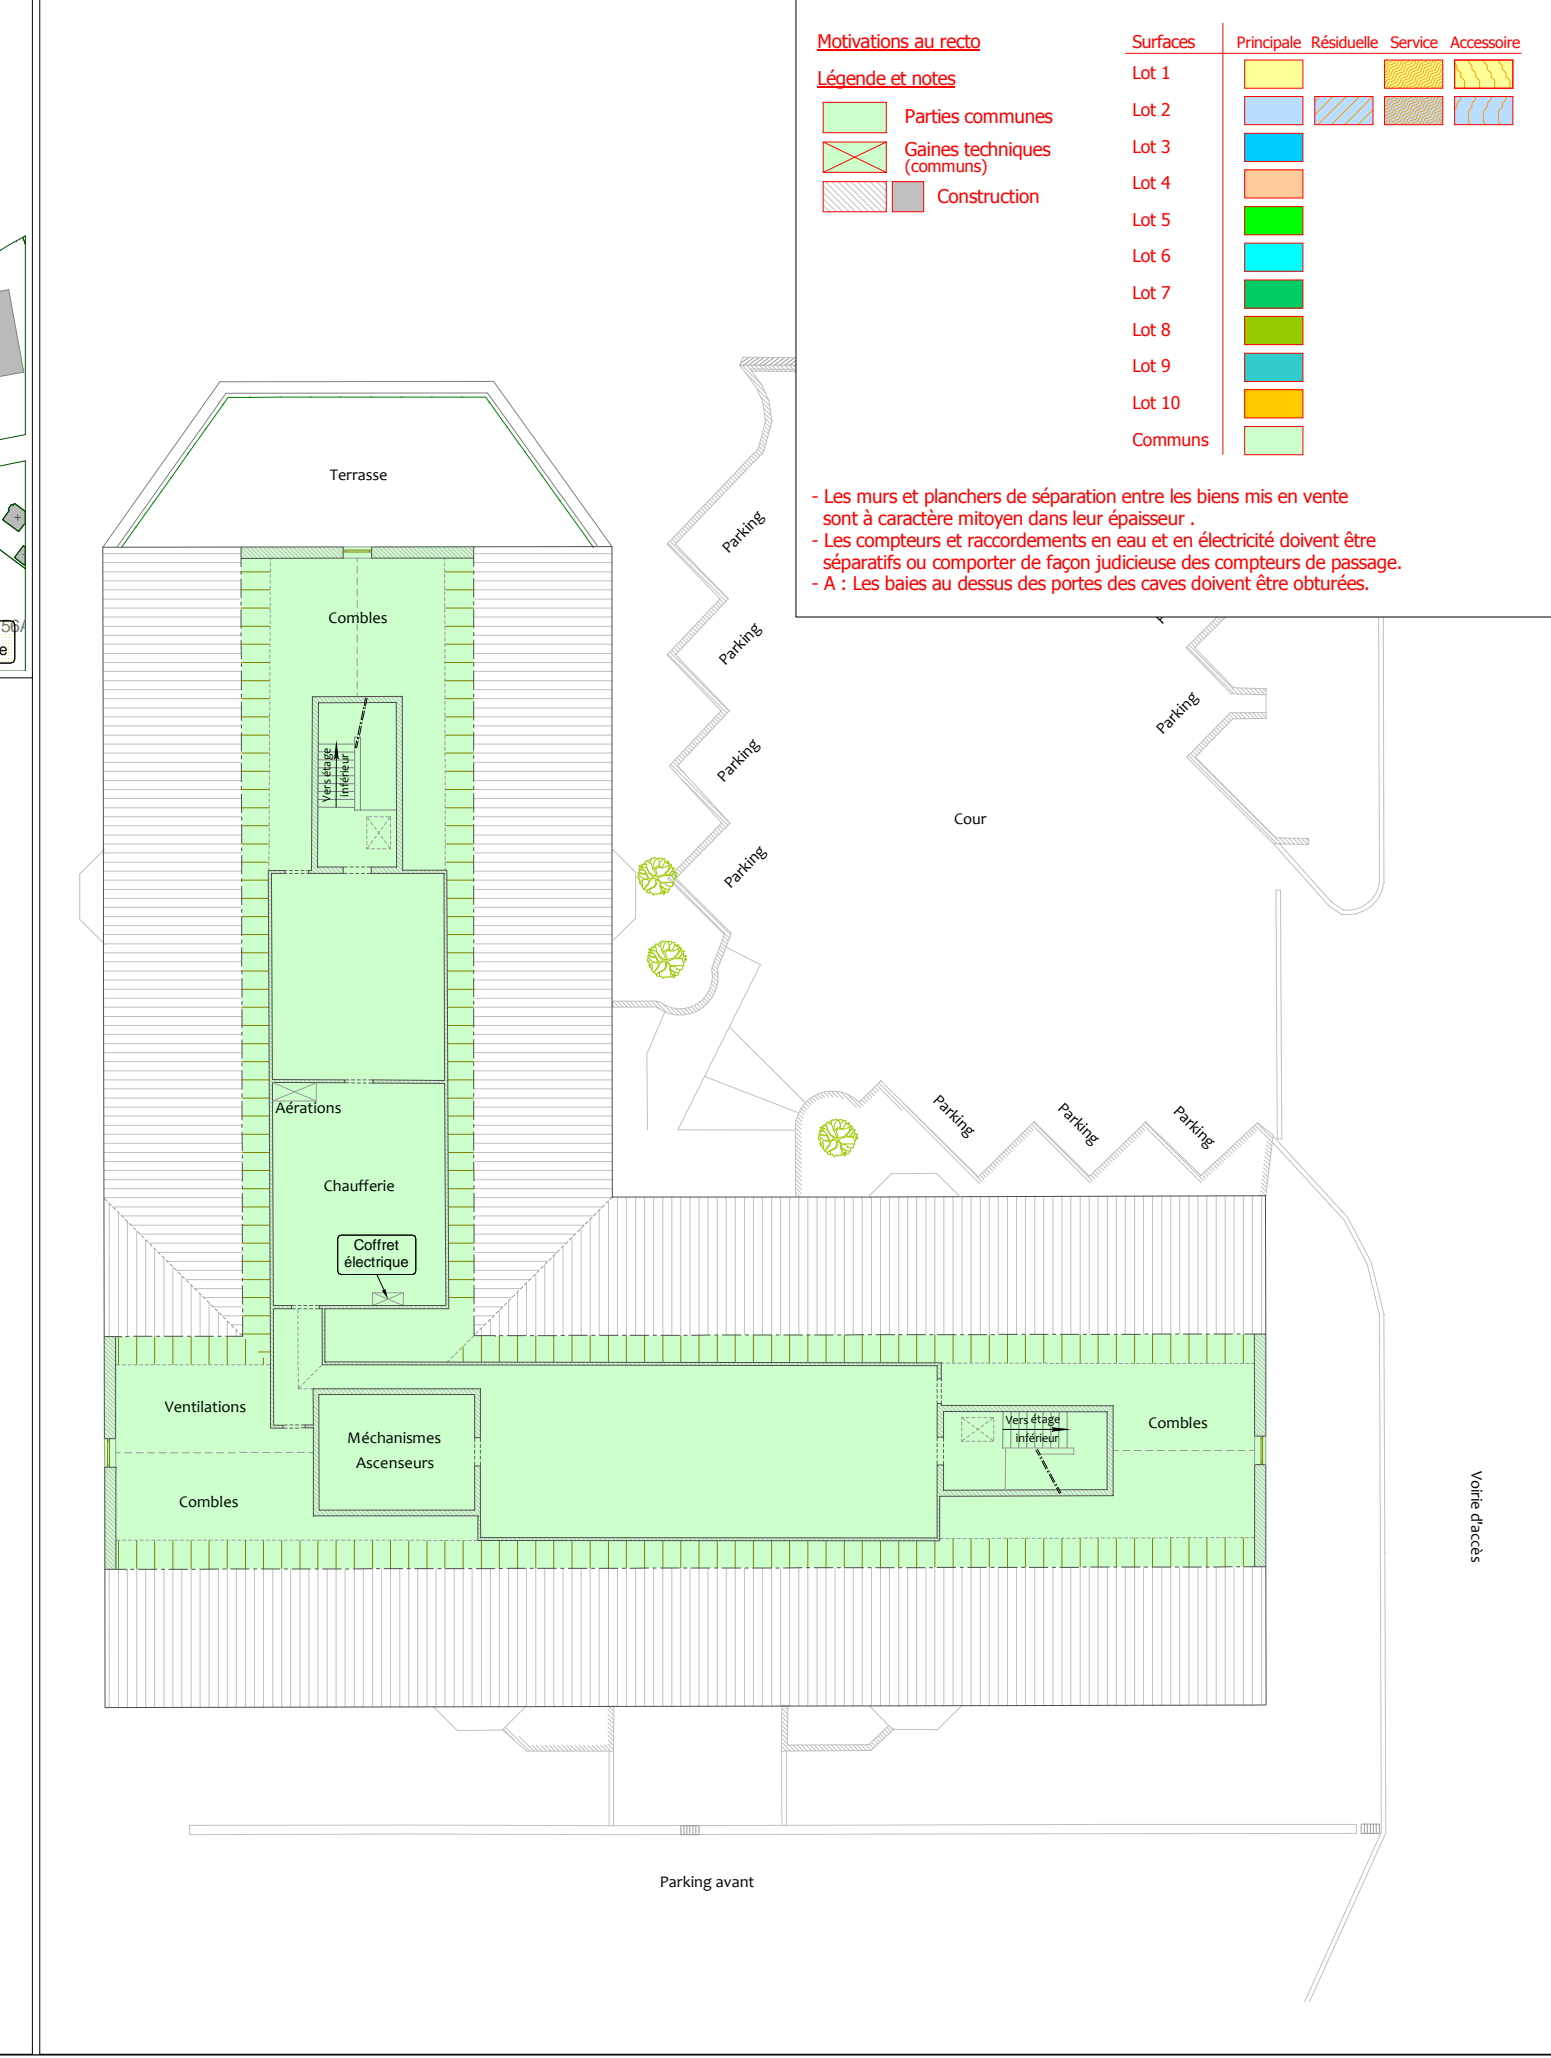 Motivations au recto
Légende et notes
Parties communes
Gaines techniques
(communs)
Construction
Surfaces Principale Résiduelle Service Accessoire
Lot 1
Lot 2
Lot 3
Lot 4
Lot 5
Lot 6
Lot 7
Lot 8
Lot 9
Lot 10
Communs
- Les murs et planchers de séparation entre les biens mis en vente
sont à caractère mitoyen dans leur épaisseur .
- Les compteurs et raccordements en eau et en électricité doivent être
séparatifs ou comporter de façon judicieuse des compteurs de passage.
- A : Les baies au dessus des portes des caves doivent être obturées.
Terrasse
Parking
Combles
Parking
Parking
Parking
Vers étage
inférieur
Cour
Parking
Aérations
Parking
Parking
Parking
Chaufferie
Coffret
électrique
Ventilations
Méchanismes
Ascenseurs
Combles
Vers étage
inférieur
Combles
Voirie d'accès
Parking avant